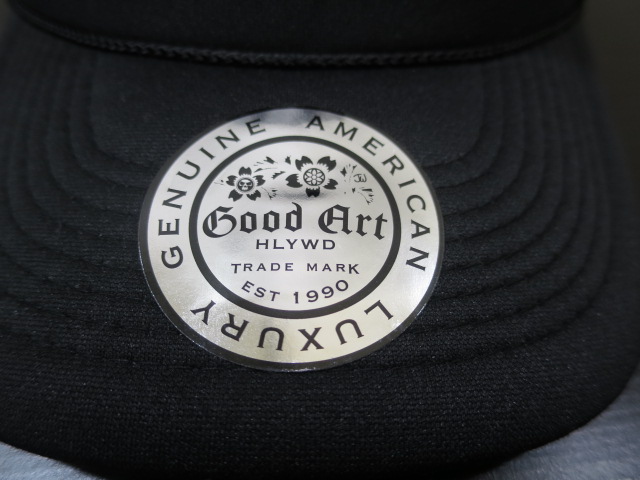 GENUINE AMERICAN
LUXURY
Good Art
HLYWD
TRADE MARK
EST 1990